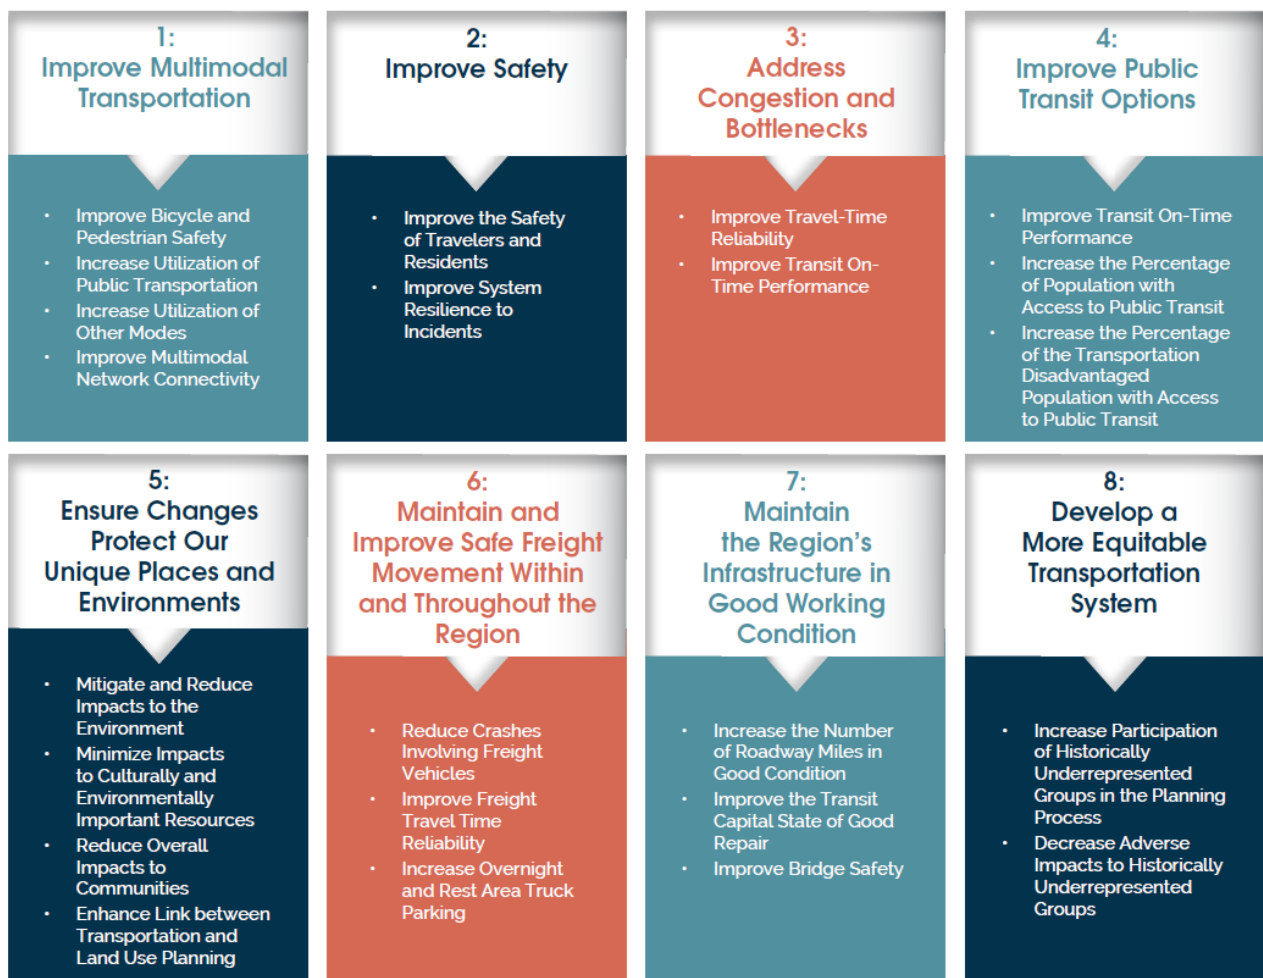 1:
Improve Multimodal
Transportation
• Improve Bicycle and
Pedestrian Safety
• Increase Utilization of
Public Transportation
• Increase Utilization of
Other Modes
• Improve Multimodal
Network Connectivity
2:
Improve Safety
• Improve the Safety
of Travelers and
Residents
• Improve System
Resilience to
Incidents
3:
Address
Congestion and
Bottlenecks
• Improve Travel-Time
Reliability
• Improve Transit On-
Time Performance
4:
Improve Public
Transit Options
• Improve Transit On-Time
Performance
• Increase the Percentage
of Population with
Access to Public Transit
• Increase the Percentage
of the Transportation
Disadvantaged
Population with Access
to Public Transit
5:
Ensure Changes
Protect Our
Unique Places and
Environments
• Mitigate and Reduce
Impacts to the
Environment
• Minimize Impacts
to Culturally and
Environmentally
Important Resources
• Reduce Overall
Impacts to
Communities
• Enhance Link between
Transportation and
Land Use Planning
6:
Maintain and
Improve Safe Freight
Movement Within
and Throughout the
Region
• Reduce Crashes
Involving Freight
Vehicles
• Improve Freight
Travel Time
Reliability
• Increase Overnight
and Rest Area Truck
Parking
7:
Maintain
the Region's
Infrastructure in
Good Working
Condition
• Increase the Number
of Roadway Miles in
Good Condition
• Improve the Transit
Capital State of Good
Repair
• Improve Bridge Safety
8:
Develop a
More Equitable
Transportation
System
• Increase Participation
of Historically
Underrepresented
Groups in the Planning
Process
• Decrease Adverse
Impacts to Historically
Underrepresented
Groups